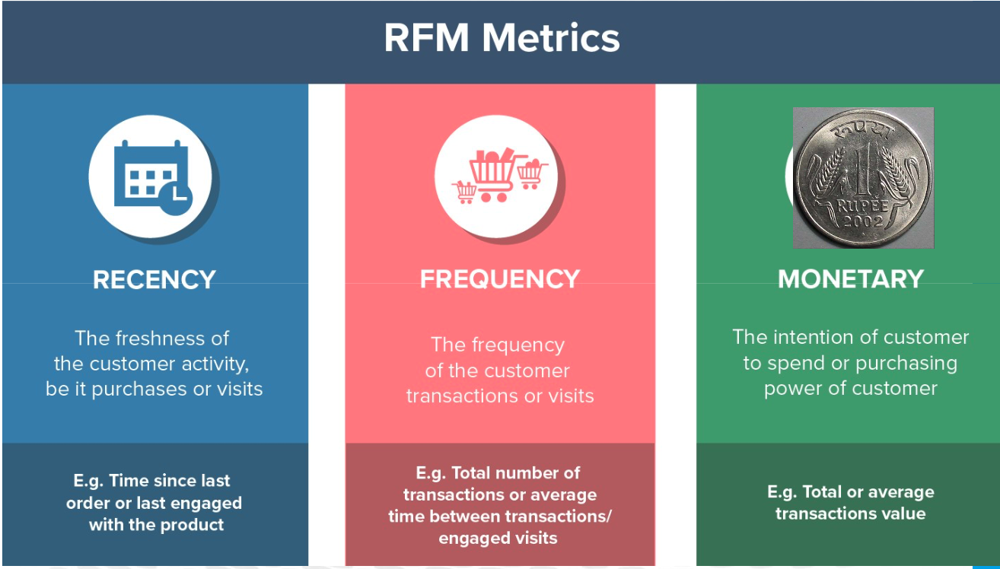 RFM Metrics
RECENCY
The freshness of
the customer activity,
be it purchases or visits
E.g. Time since last
order or last engaged
with the product
FREQUENCY
The frequency
of the customer
transactions or visits
E.g. Total number of
transactions or average
time between transactions/
engaged visits
रूपया
1
RUPEE
2002
MONETARY
The intention of customer
to spend or purchasing
power of customer
E.g. Total or average
transactions value